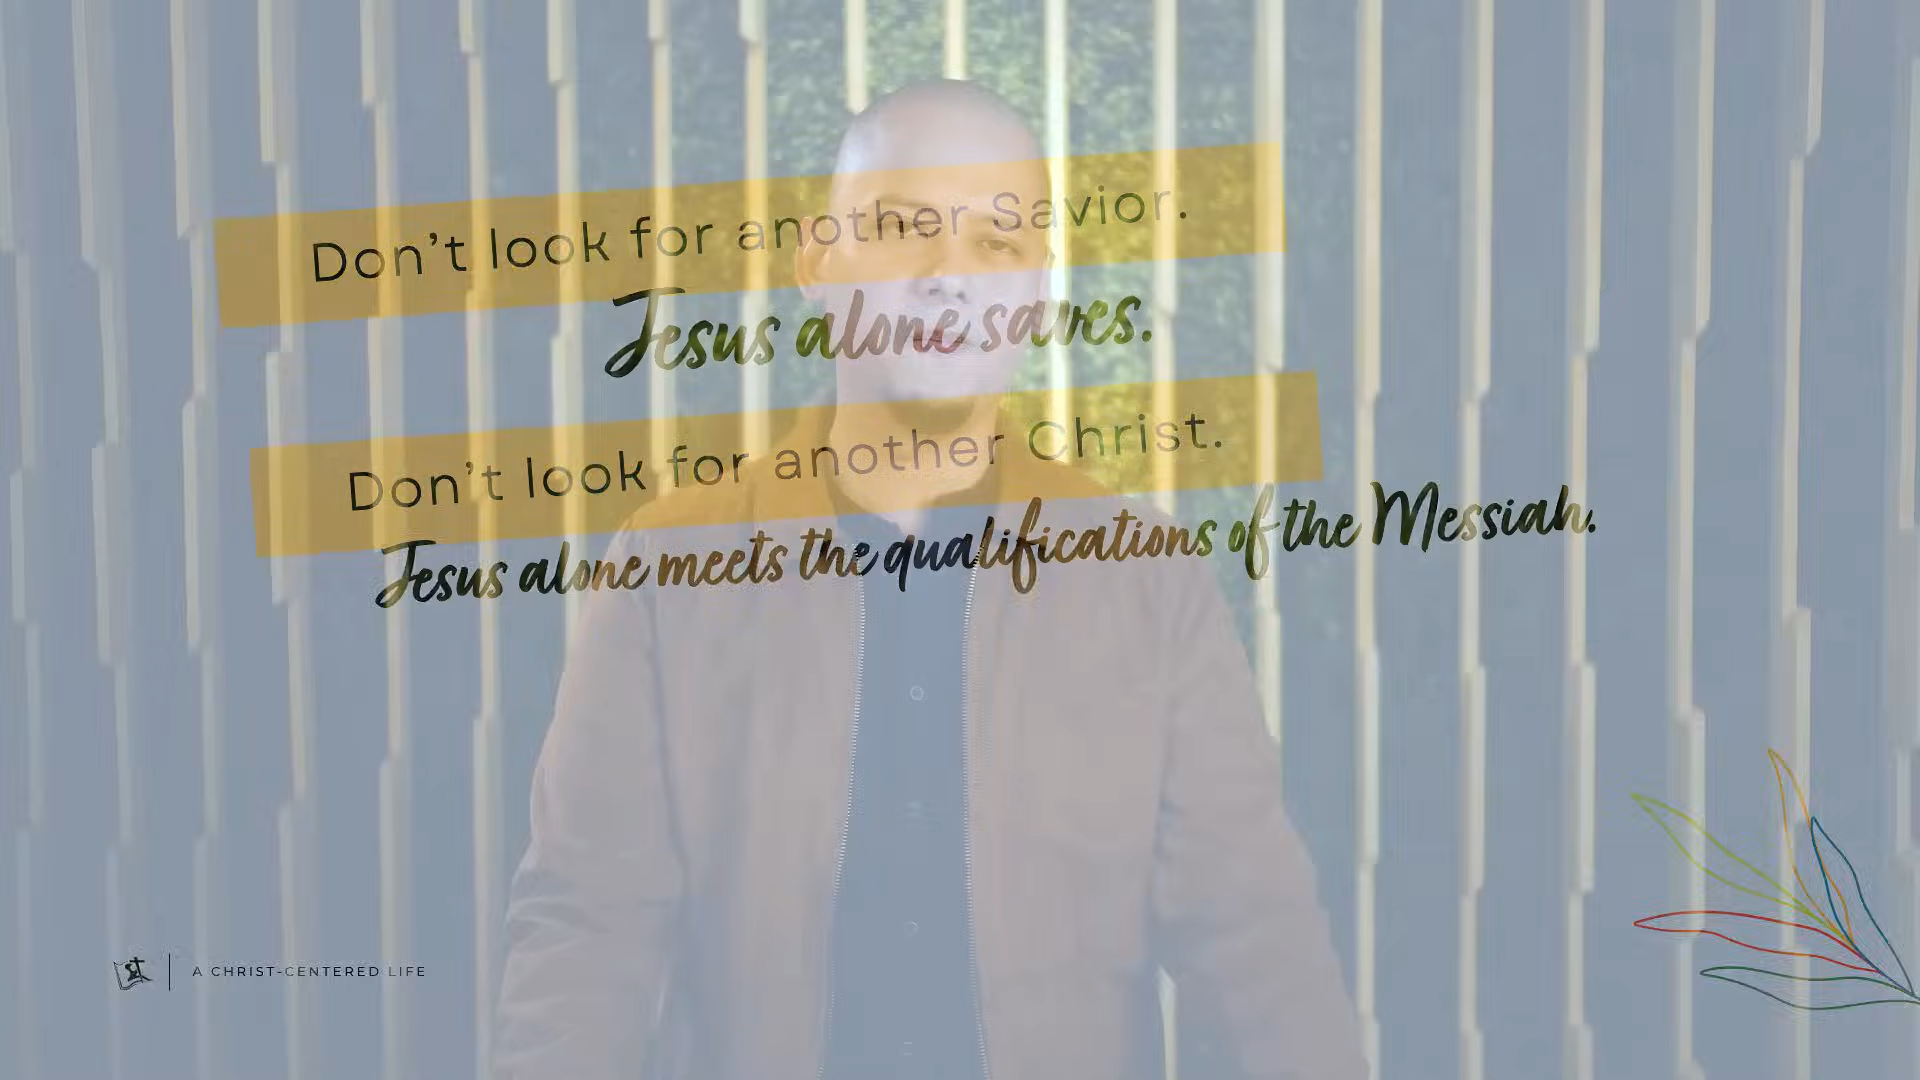 Don't look for another Savior.
Jesus alone saves.
Don't look for another Christ.
Jesus alone meets the qualifications of the Messiah.
A CHRIST-CENTERED LIFE